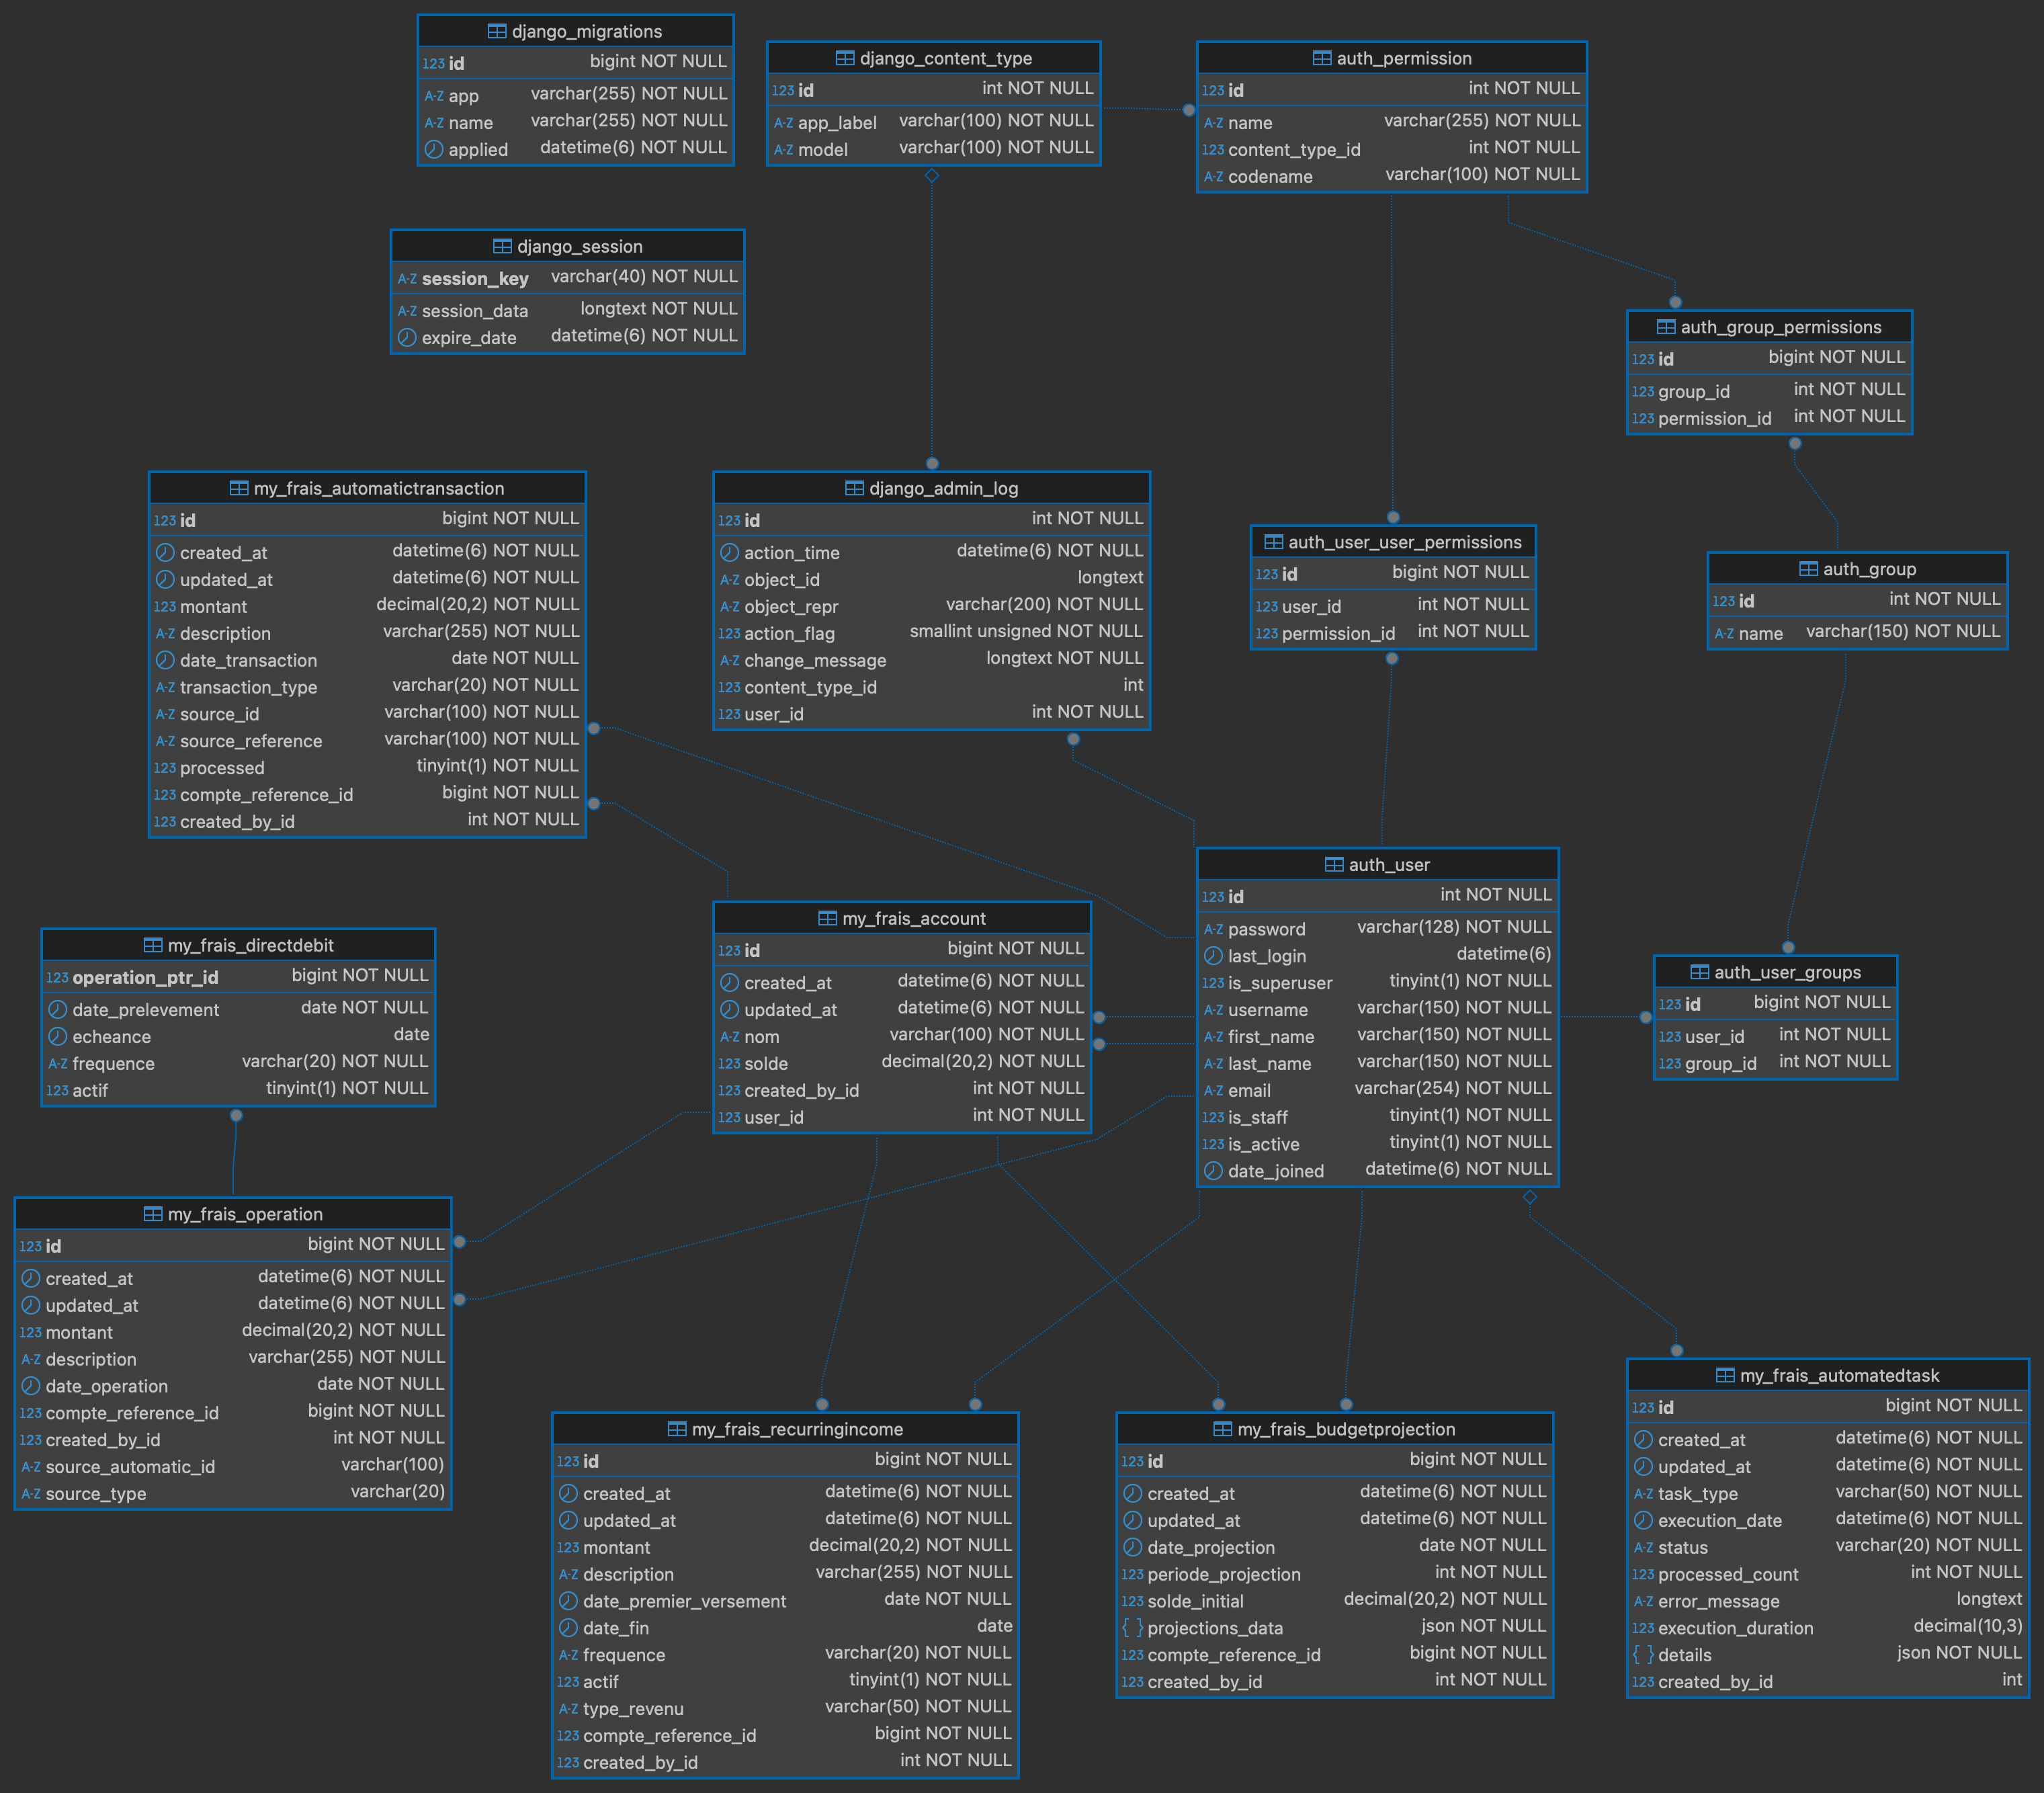 django_migrations
123 id bigint NOT NULL
A-Z app varchar(255) NOT NULL
A-Z name varchar(255) NOT NULL
applied datetime(6) NOT NULL
django_content_type
123 id int NOT NULL
A-Z app_label varchar(100) NOT NULL
A-Z model varchar(100) NOT NULL
auth_permission
123 id int NOT NULL
A-Z name varchar(255) NOT NULL
123 content_type_id int NOT NULL
A-Z codename varchar(100) NOT NULL
django_session
A-Z session_key varchar(40) NOT NULL
A-Z session_data longtext NOT NULL
expire_date datetime(6) NOT NULL
auth_group_permissions
123 id bigint NOT NULL
123 group_id int NOT NULL
123 permission_id int NOT NULL
my_frais_automatictransaction
123 id bigint NOT NULL
created_at datetime(6) NOT NULL
updated_at datetime(6) NOT NULL
123 montant decimal(20,2) NOT NULL
A-Z description varchar(255) NOT NULL
date_transaction date NOT NULL
A-Z transaction_type varchar(20) NOT NULL
A-Z source_id varchar(100) NOT NULL
A-Z source_reference varchar(100) NOT NULL
123 processed tinyint(1) NOT NULL
123 compte_reference_id bigint NOT NULL
123 created_by_id int NOT NULL
django_admin_log
123 id int NOT NULL
action_time datetime(6) NOT NULL
A-Z object_id longtext
A-Z object_repr varchar(200) NOT NULL
123 action_flag smallint unsigned NOT NULL
A-Z change_message longtext NOT NULL
123 content_type_id int
123 user_id int NOT NULL
auth_user_user_permissions
123 id bigint NOT NULL
123 user_id int NOT NULL
123 permission_id int NOT NULL
auth_group
123 id int NOT NULL
A-Z name varchar(150) NOT NULL
my_frais_directdebit
123 operation_ptr_id bigint NOT NULL
date_prelevement date NOT NULL
echeance date
A-Z frequence varchar(20) NOT NULL
123 actif tinyint(1) NOT NULL
my_frais_account
123 id bigint NOT NULL
created_at datetime(6) NOT NULL
updated_at datetime(6) NOT NULL
A-Z nom varchar(100) NOT NULL
123 solde decimal(20,2) NOT NULL
123 created_by_id int NOT NULL
123 user_id int NOT NULL
auth_user
123 id int NOT NULL
A-Z password varchar(128) NOT NULL
last_login datetime(6)
123 is_superuser tinyint(1) NOT NULL
A-Z username varchar(150) NOT NULL
A-Z first_name varchar(150) NOT NULL
A-Z last_name varchar(150) NOT NULL
A-Z email varchar(254) NOT NULL
123 is_staff tinyint(1) NOT NULL
123 is_active tinyint(1) NOT NULL
date_joined datetime(6) NOT NULL
auth_user_groups
123 id bigint NOT NULL
123 user_id int NOT NULL
123 group_id int NOT NULL
my_frais_operation
123 id bigint NOT NULL
created_at datetime(6) NOT NULL
updated_at datetime(6) NOT NULL
123 montant decimal(20,2) NOT NULL
A-Z description varchar(255) NOT NULL
date_operation date NOT NULL
123 compte_reference_id bigint NOT NULL
123 created_by_id int NOT NULL
A-Z source_automatic_id varchar(100)
A-Z source_type varchar(20)
my_frais_recurringincome
123 id bigint NOT NULL
created_at datetime(6) NOT NULL
updated_at datetime(6) NOT NULL
123 montant decimal(20,2) NOT NULL
A-Z description varchar(255) NOT NULL
date_premier_versement date NOT NULL
date_fin date
A-Z frequence varchar(20) NOT NULL
123 actif tinyint(1) NOT NULL
A-Z type_revenu varchar(50) NOT NULL
123 compte_reference_id bigint NOT NULL
123 created_by_id int NOT NULL
my_frais_budgetprojection
123 id bigint NOT NULL
created_at datetime(6) NOT NULL
updated_at datetime(6) NOT NULL
date_projection date NOT NULL
123 periode_projection int NOT NULL
123 solde_initial decimal(20,2) NOT NULL
{ } projections_data json NOT NULL
123 compte_reference_id bigint NOT NULL
123 created_by_id int NOT NULL
my_frais_automatedtask
123 id bigint NOT NULL
created_at datetime(6) NOT NULL
updated_at datetime(6) NOT NULL
A-Z task_type varchar(50) NOT NULL
execution_date datetime(6) NOT NULL
A-Z status varchar(20) NOT NULL
123 processed_count int NOT NULL
A-Z error_message longtext
123 execution_duration decimal(10,3)
{ } details json NOT NULL
123 created_by_id int